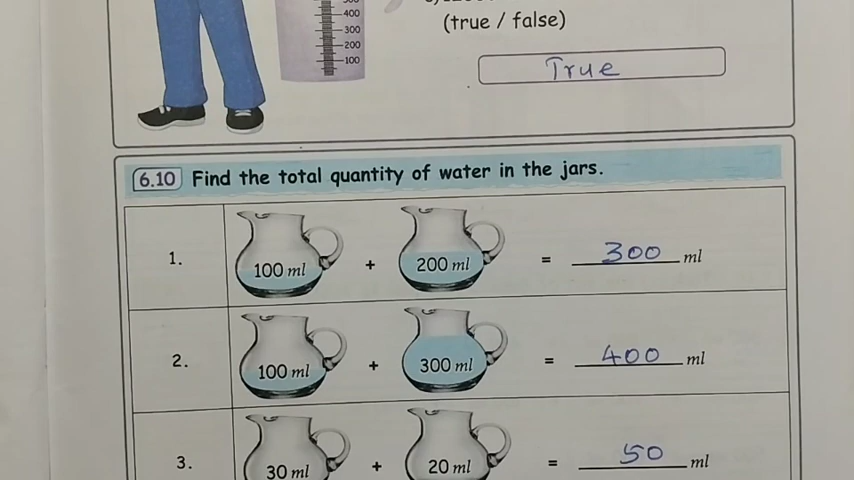 400
300
200
100
(true / false)
True
6.10 Find the total quantity of water in the jars.
1. 100 ml + 200 ml = 300 ml
2. 100 ml + 300 ml = 400 ml
3. 30 ml + 20 ml = 50 ml